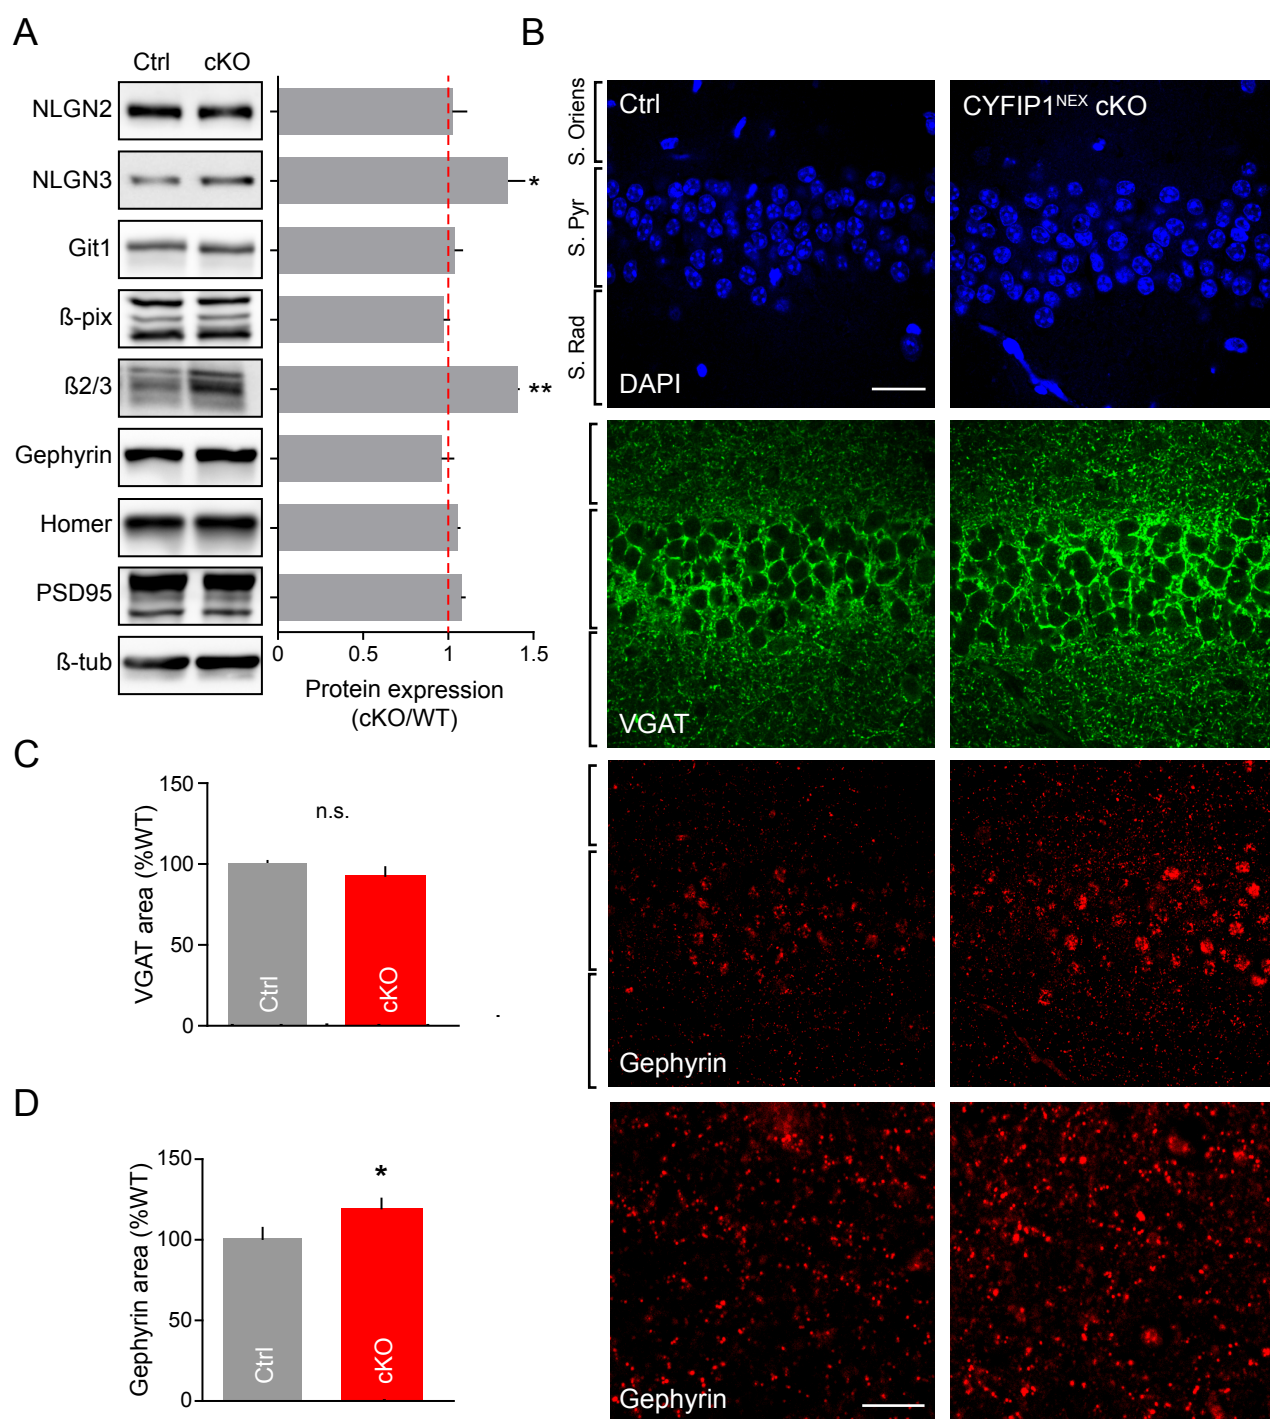 A
Ctrl cKO
NLGN2
NLGN3
*
Git1
ß-pix
ß2/3
**
Gephyrin
Homer
PSD95
ß-tub
0 0.5 1 1.5
Protein expression
(cKO/WT)
B
S. Oriens
S. Pyr
S. Rad
Ctrl
CYFIP1NEX cKO
DAPI
VGAT
Gephyrin
Gephyrin
C
VGAT area (%WT)
150
100
50
0
n.s.
Ctrl
cKO
D
Gephyrin area (%WT)
150
100
50
0
*
Ctrl
cKO